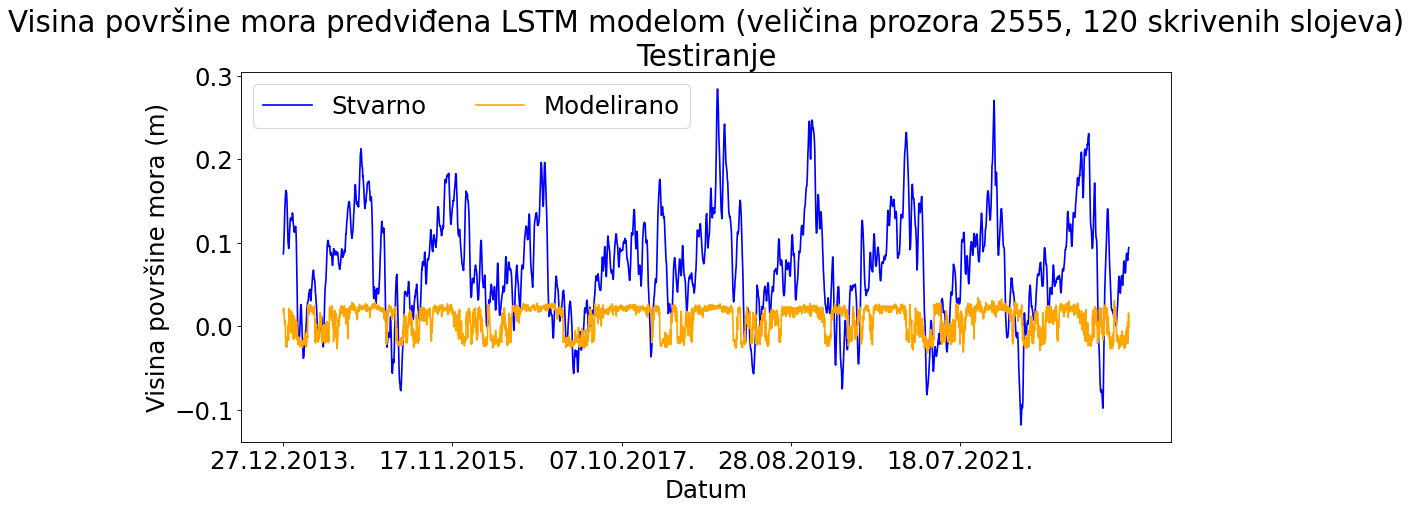 Visina površine mora predviđena LSTM modelom (veličina prozora 2555, 120 skrivenih slojeva)
Testiranje
Stvarno
Modelirano
Visina površine mora (m)
0.3
0.2
0.1
0.0
−0.1
27.12.2013.
17.11.2015.
07.10.2017.
28.08.2019.
18.07.2021.
Datum